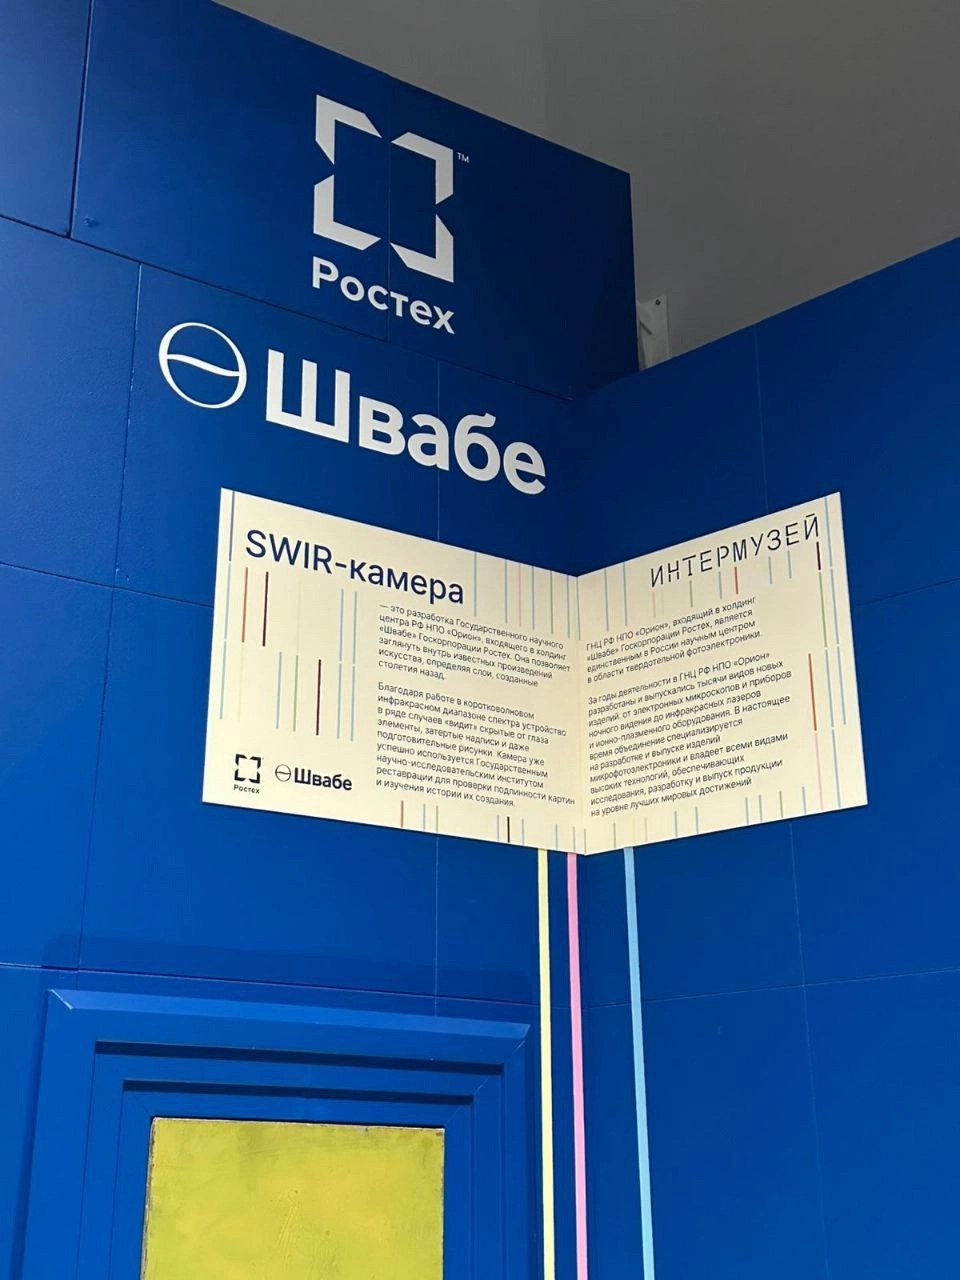 Ростех
TM
Швабе
SWIR-камера
— это разработка Государственного научного
центра РФ НПО «Орион», входящего в холдинг
«Швабе» Госкорпорации Ростех. Она позволяет
заглянуть внутрь известных произведений
искусства, определяя слои, созданные
столетия назад.
Благодаря работе в коротковолновом
инфракрасном диапазоне спектра устройство
в ряде случаев «видит» скрытые от глаза
элементы, затертые надписи и даже
подготовительные рисунки. Камера уже
успешно используется Государственным
научно-исследовательским институтом
реставрации для проверки подлинности картин
и изучения истории их создания.
Ростех
Швабе
ИНТЕРМУЗЕЙ
ГНЦ РФ НПО «Орион», входящий в холдинг
«Швабе» Госкорпорации Ростех, является
единственным в России научным центром
в области твердотельной фотоэлектроники.
За годы деятельности в ГНЦ РФ НПО «Орион»
разработаны и выпускались тысячи видов новых
изделий: от электронных микроскопов и приборов
ночного видения до инфракрасных лазеров
и ионно-плазменного оборудования. В настоящее
время объединение специализируется
на разработке и выпуске изделий
микрофотоэлектроники и владеет всеми видами
высоких технологий, обеспечивающих
исследования, разработку и выпуск продукции
на уровне лучших мировых достижений